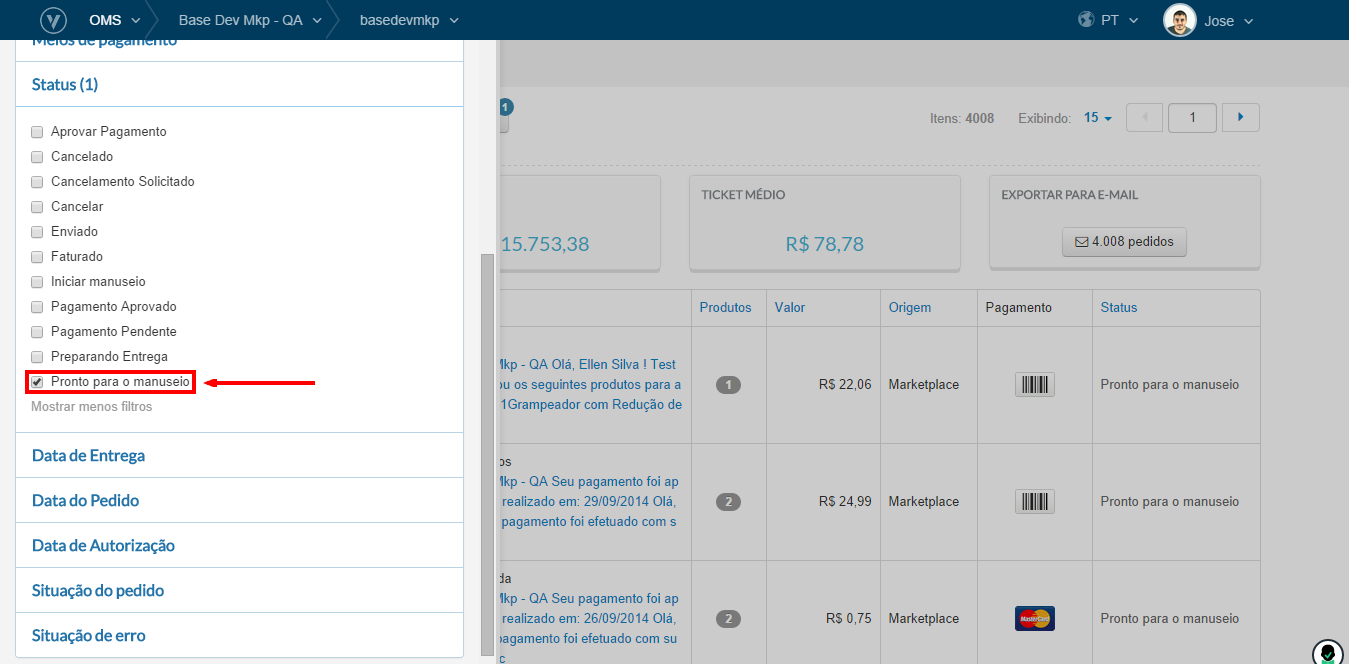 OMS Base Dev Mkp - QA basedevmkp PT Jose
Meios de pagamento
Status (1)
Aprovar Pagamento
Cancelado
Cancelamento Solicitado
Cancelar
Enviado
Faturado
Iniciar manuseio
Pagamento Aprovado
Pagamento Pendente
Preparando Entrega
Pronto para o manuseio
Mostrar menos filtros
Data de Entrega
Data do Pedido
Data de Autorização
Situação do pedido
Situação de erro
1
Itens: 4008 Exibindo: 15 1
15.753,38
TICKET MÉDIO
R$ 78,78
EXPORTAR PARA E-MAIL
4.008 pedidos
Produtos Valor Origem Pagamento Status
Mkp - QA Olá, Ellen Silva ! Test
ou os seguintes produtos para a
1Grampeador com Redução de
1 R$ 22,06 Marketplace Pronto para o manuseio
os
Mkp - QA Seu pagamento foi ap
realizado em: 29/09/2014 Olá,
pagamento foi efetuado com s
2 R$ 24,99 Marketplace Pronto para o manuseio
da
Mkp - QA Seu pagamento foi ap
realizado em: 26/09/2014 Olá,
pagamento foi efetuado com su
c
2 R$ 0,75 Marketplace MasterCard Pronto para o manuseio